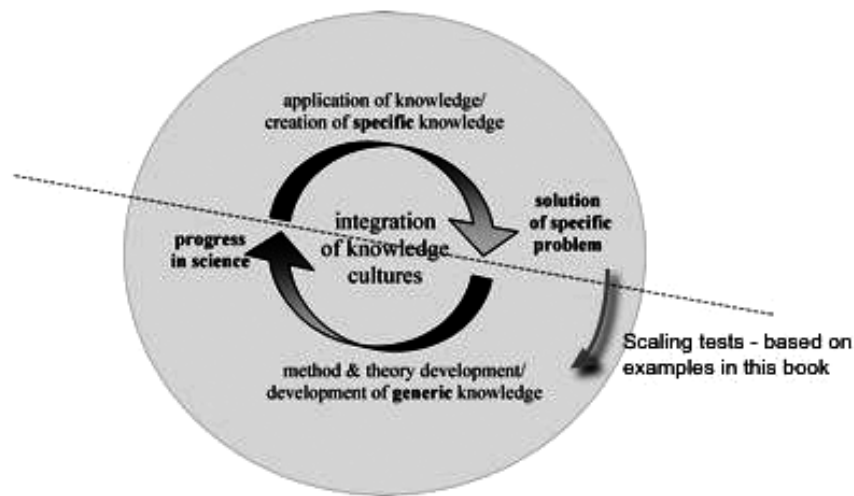 application of knowledge/
creation of specific knowledge
solution
of specific
problem
integration
of knowledge
cultures
progress
in science
Scaling tests - based on
examples in this book
method & theory development/
development of generic knowledge